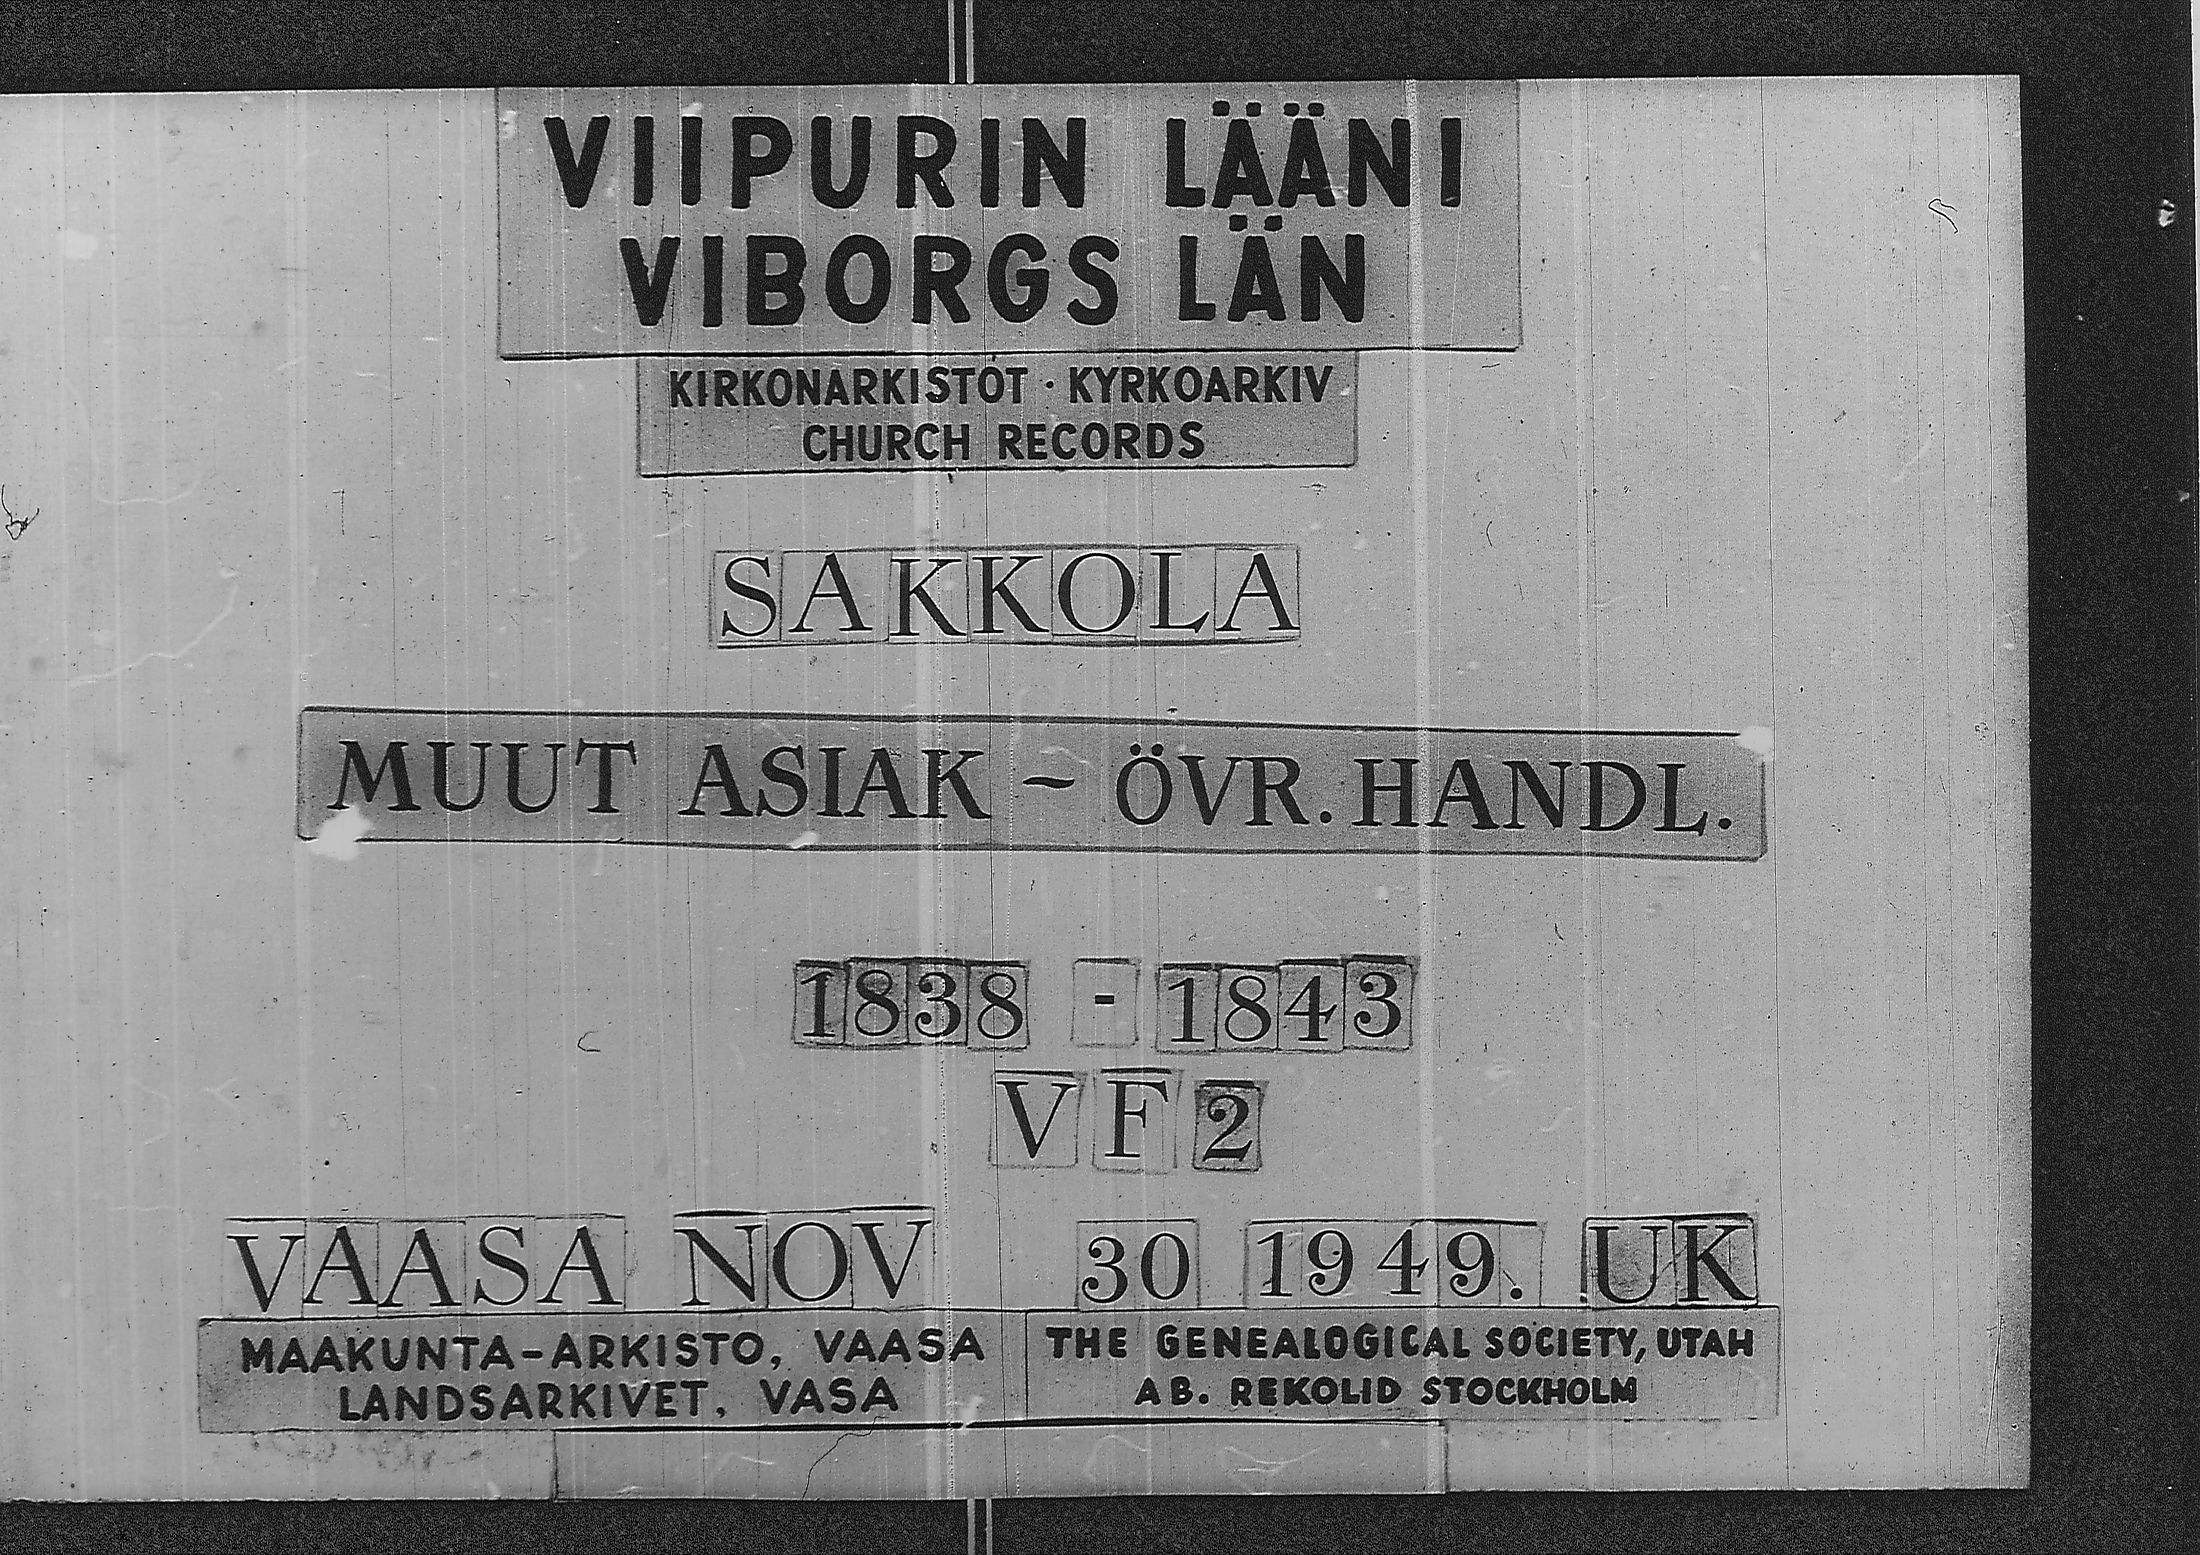 VIIPURIN LÄÄNI
VIBORGS LÄN
KIRKONARKISTOT · KYRKOARKIV
CHURCH RECORDS
SAKKOLA
MUUT ASIAK - ÖVR. HANDL.
1838 - 1843
VF2
VAASA NOV 30 1949. UK
MAAKUNTA-ARKISTO, VAASA
LANDSARKIVET, VASA
THE GENEALOGICAL SOCIETY, UTAH
AB. REKOLID STOCKHOLM